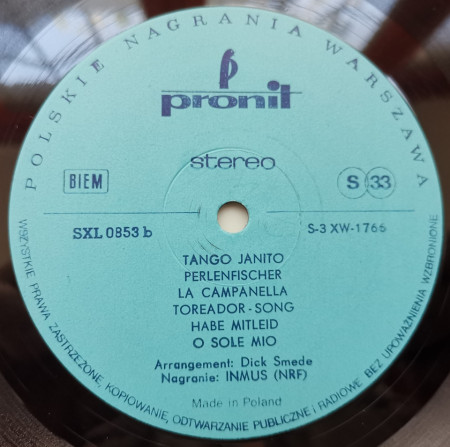 POLSKIE NAGRANIA WARSZAWA
p
pronit
stereo
BIEM
S 33
SXL 0853 b
S-3 XW-1766
TANGO JANITO
PERLENFISCHER
LA CAMPANELLA
TOREADOR - SONG
HABE MITLEID
O SOLE MIO
Arrangement: Dick Smede
Nagranie: INMUS (NRF)
Made in Poland
WSZYSTKIE PRAWA ZASTRZEŻONE, KOPIOWANIE, ODTWARZANIE PUBLICZNE i RADIOWE BEZ UPOWAŻNIENIA WZBRONIONE